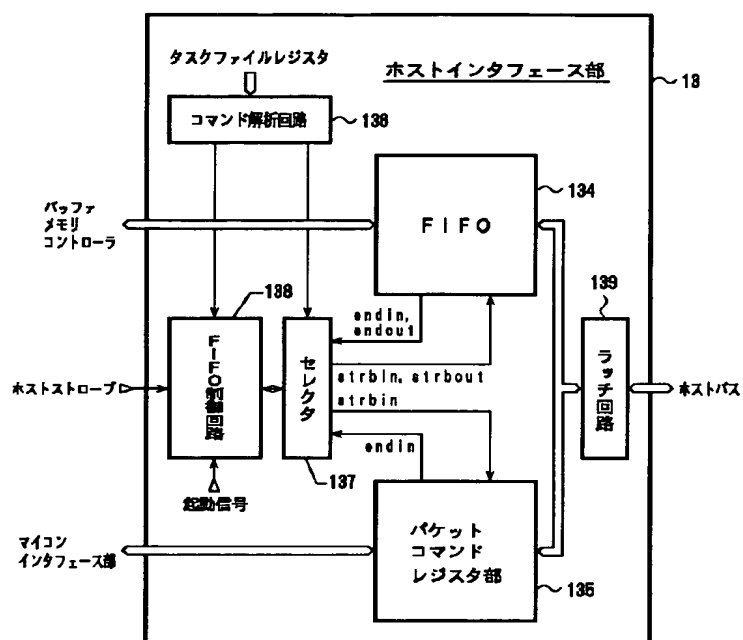 タスクファイルレジスタ
ホストインタフェース部
13
コマンド解析回路
136
134
バッファ
メモリ
コントローラ
FIFO
139
138
endin,
endout
FIFO制御回路
セレクタ
ラッチ回路
ホストストローブ
strbin, strbout
ホストバス
strbin
endin
137
起動信号
マイコン
インタフェース部
パケット
コマンド
レジスタ部
135